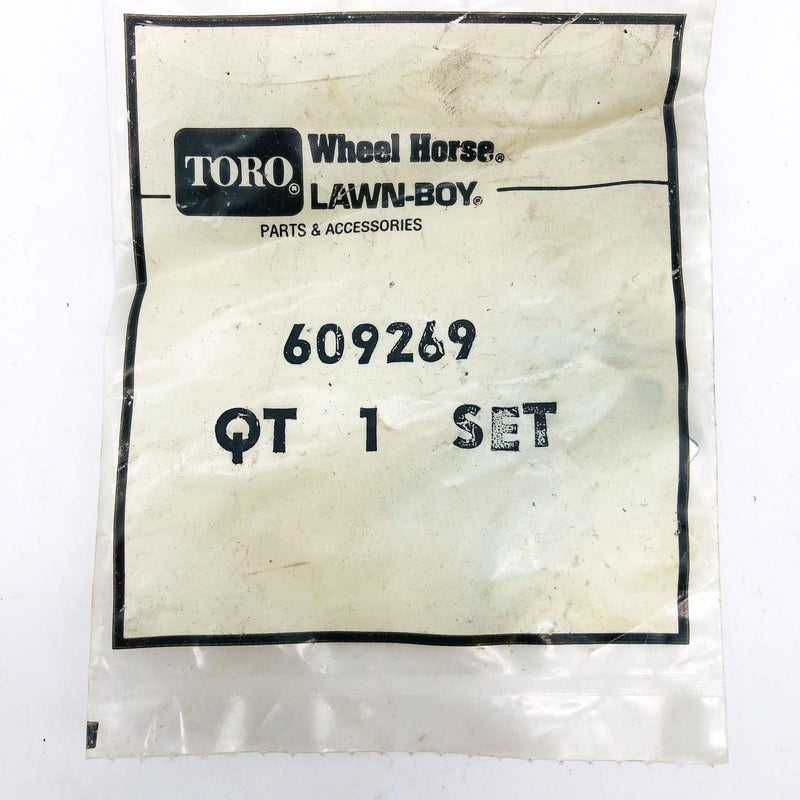 TORO®
Wheel Horse®
LAWN-BOY®
PARTS & ACCESSORIES
609269
QT 1 SET